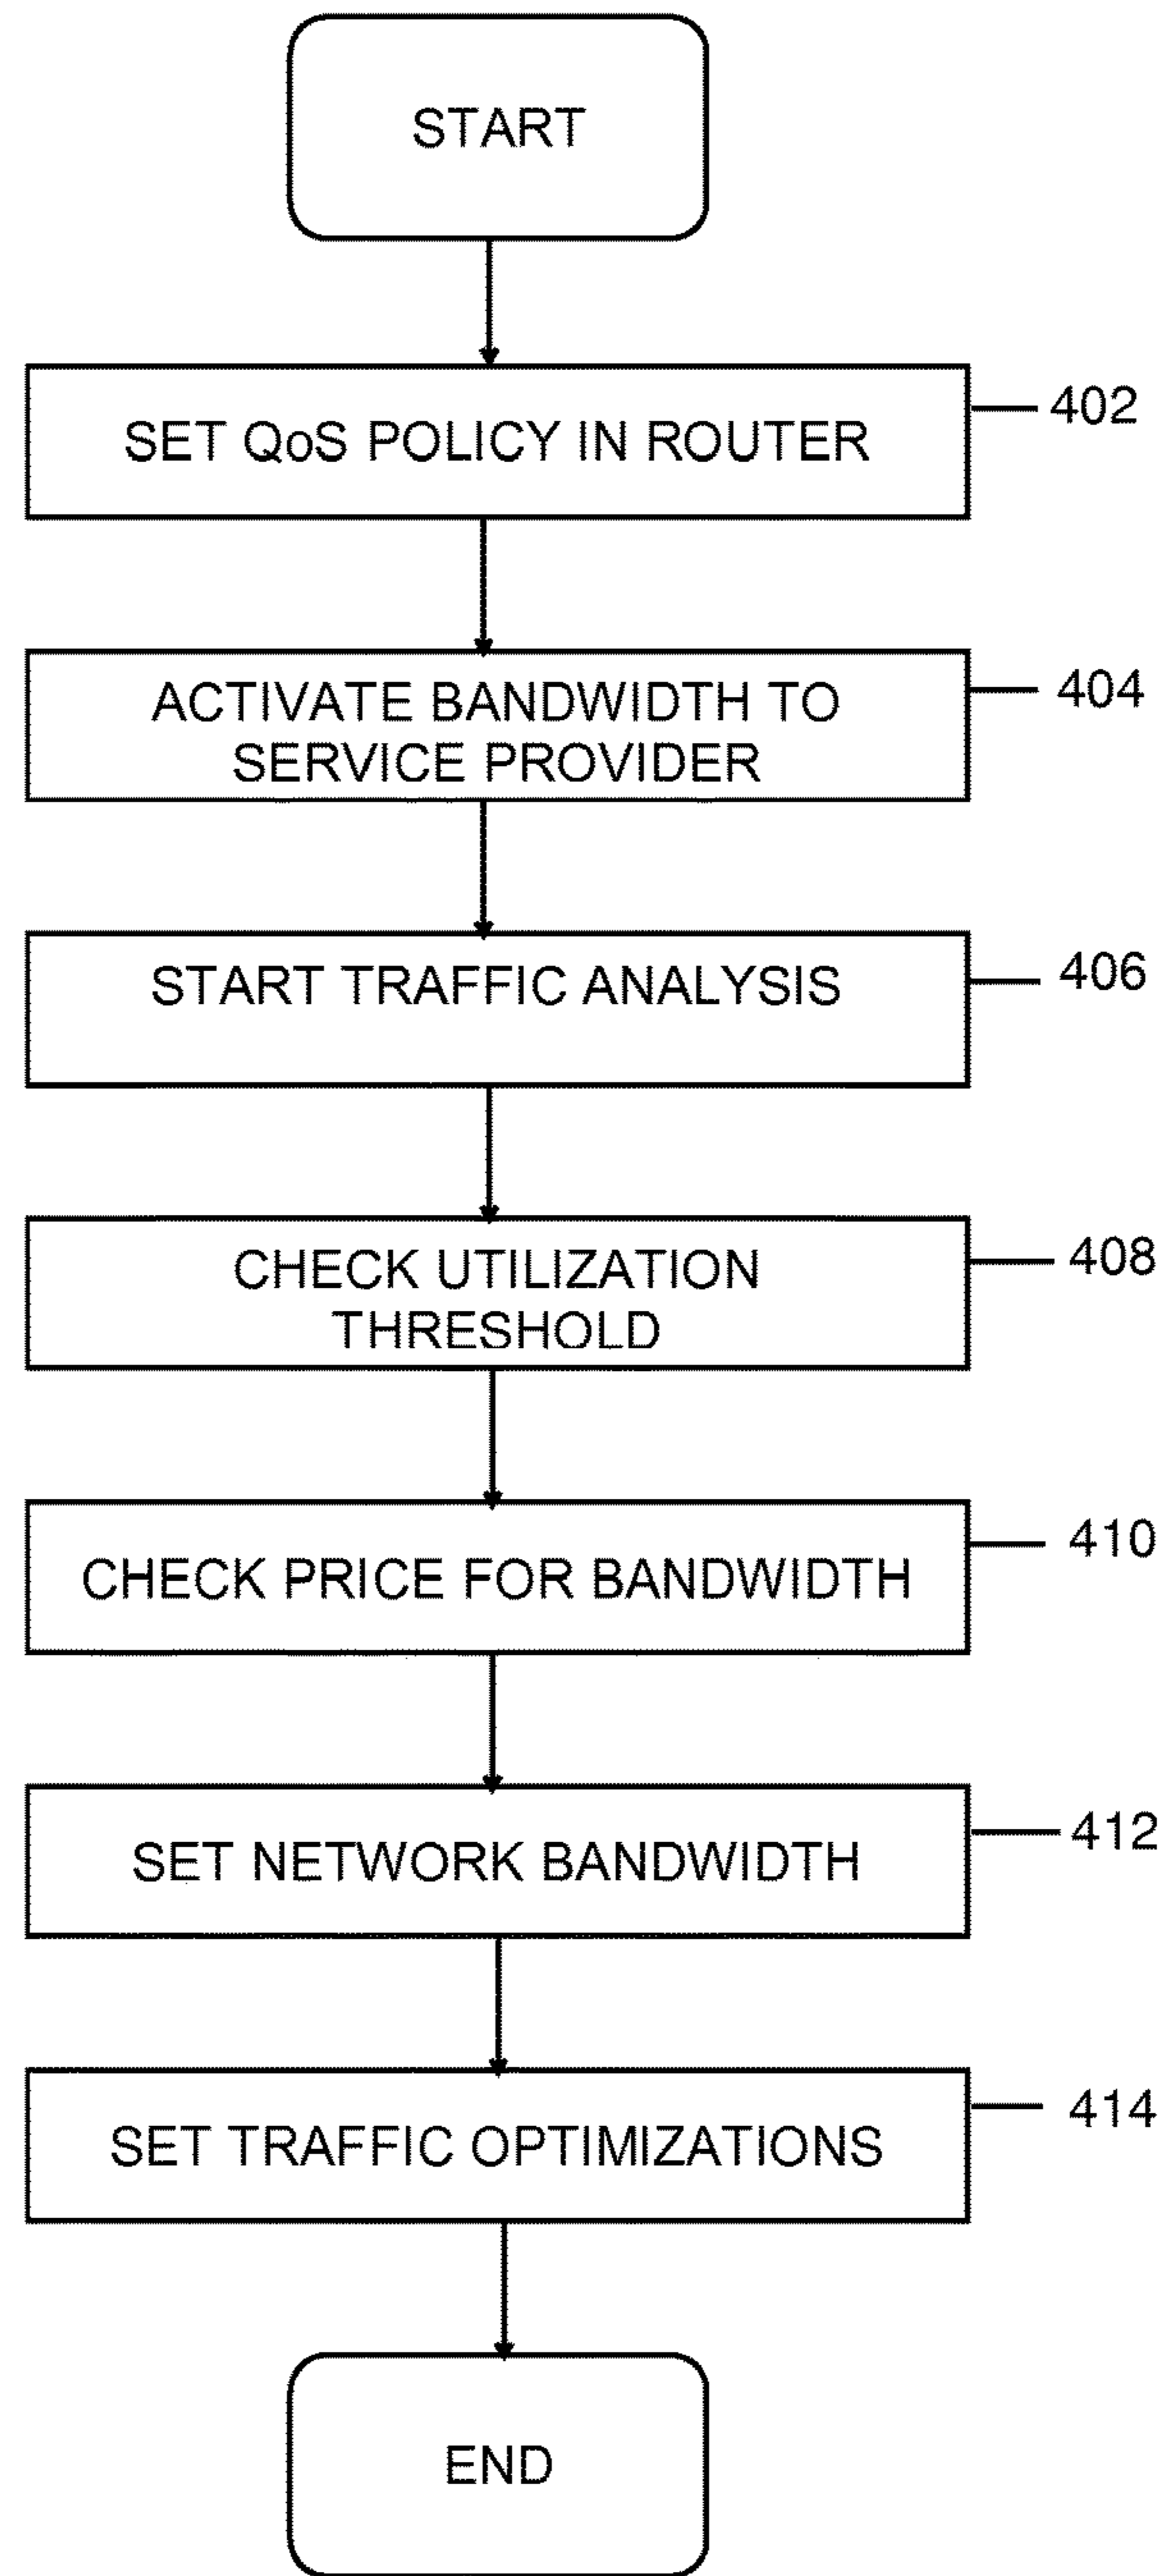 START
SET QoS POLICY IN ROUTER
402
ACTIVATE BANDWIDTH TO
SERVICE PROVIDER
404
START TRAFFIC ANALYSIS
406
CHECK UTILIZATION
THRESHOLD
408
CHECK PRICE FOR BANDWIDTH
410
SET NETWORK BANDWIDTH
412
SET TRAFFIC OPTIMIZATIONS
414
END